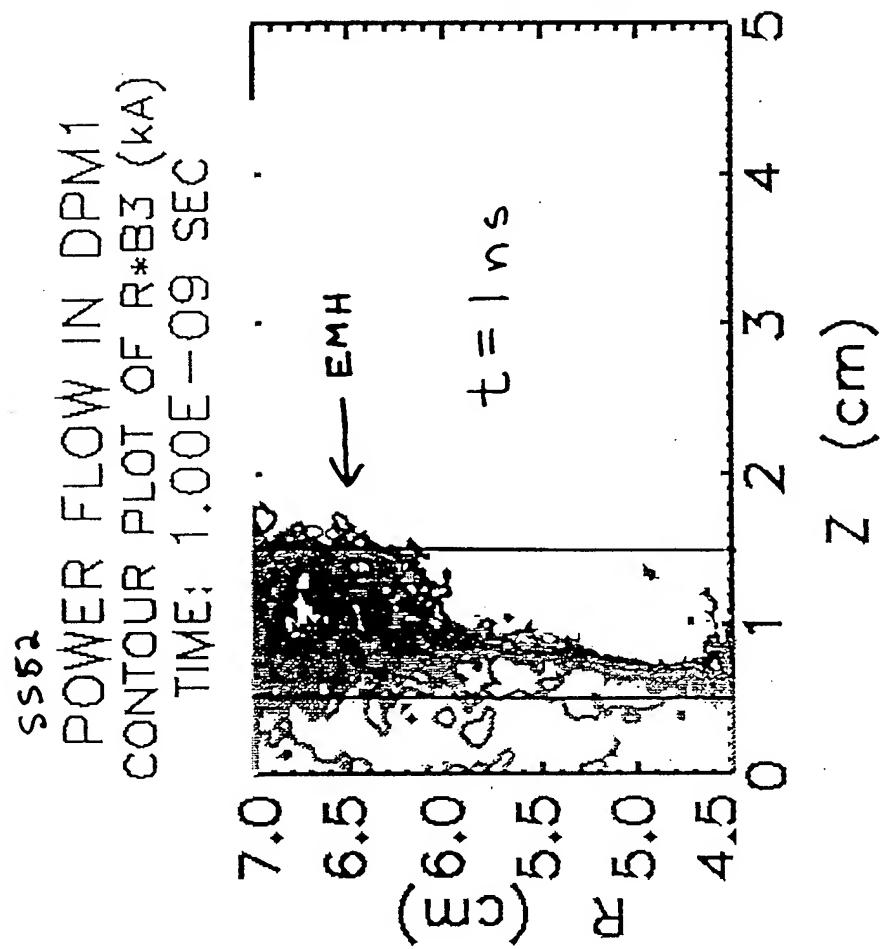 SS52
POWER FLOW IN DPM1
CONTOUR PLOT OF R*B3 (kA)
TIME: 1.00E-09 SEC
7.0
6.5
6.0
5.5
5.0
4.5
R
(cm)
← EMH
t = 1 ns
0 1 2 3 4 5
Z (cm)